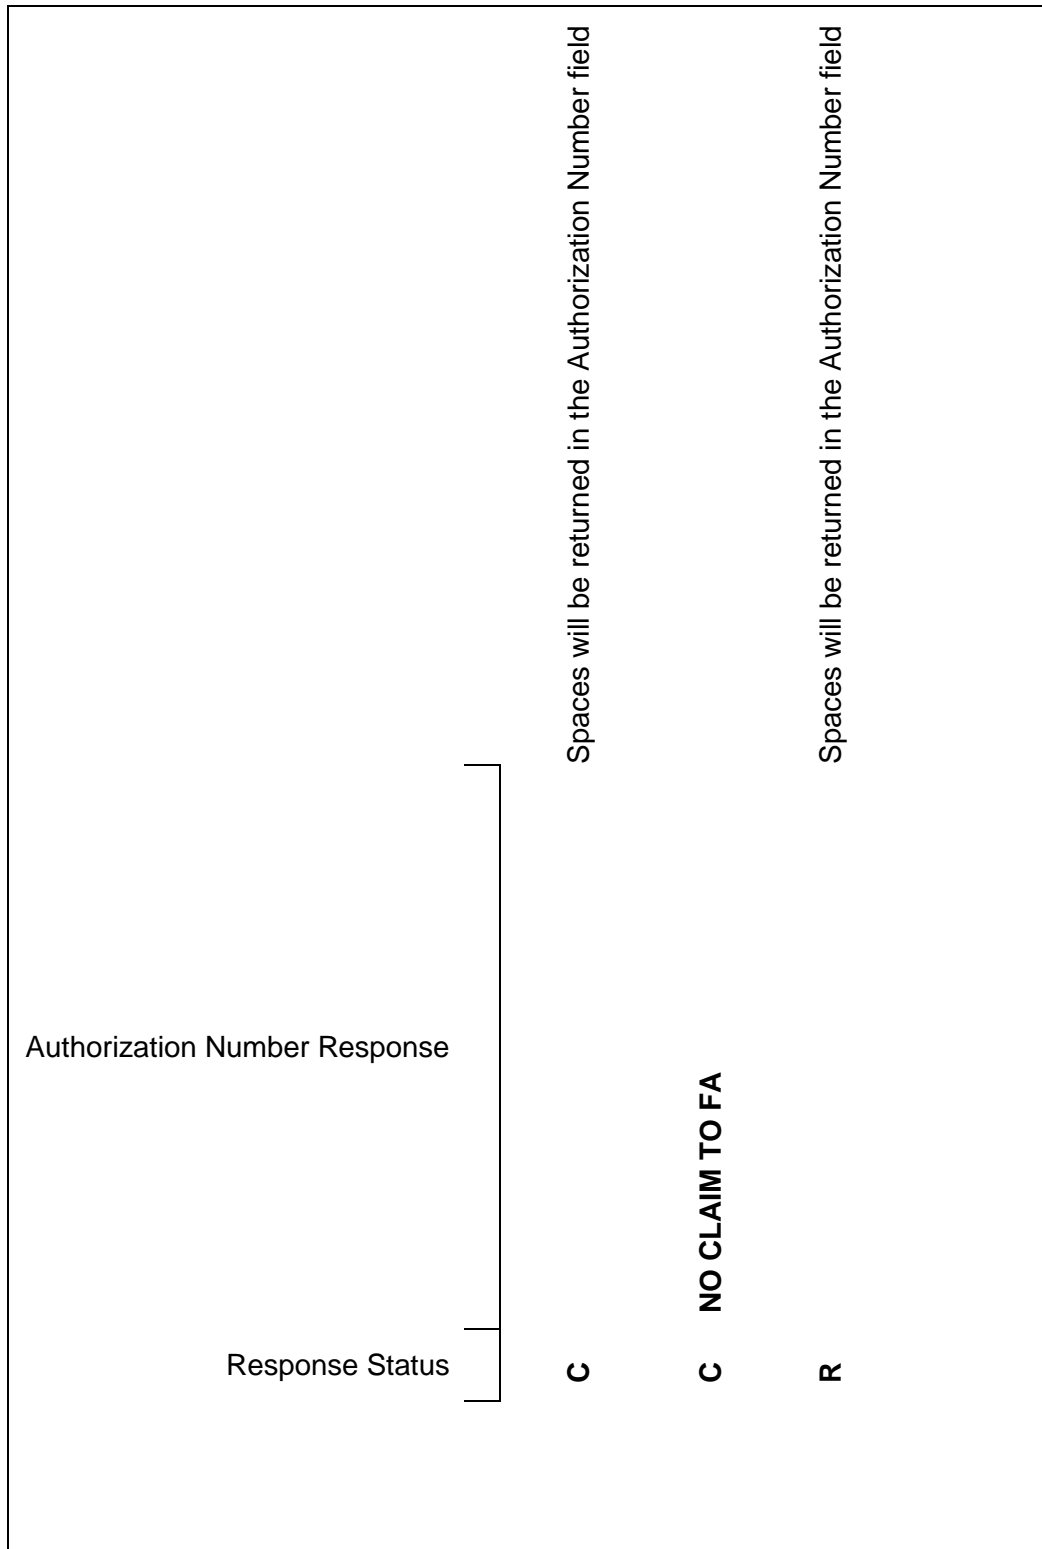 Response Status
Authorization Number Response
C
Spaces will be returned in the Authorization Number field
C NO CLAIM TO FA
R
Spaces will be returned in the Authorization Number field